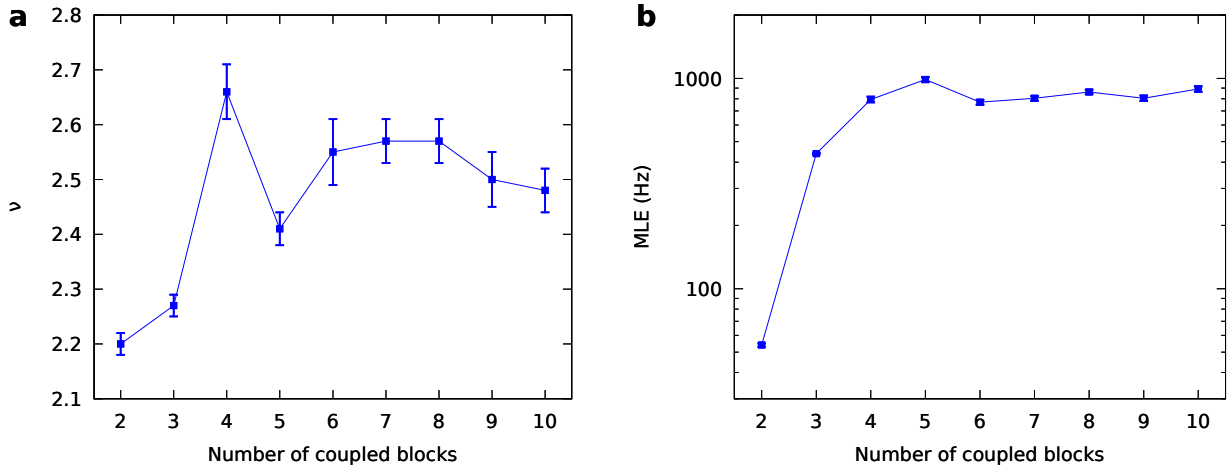 a
2.8
2.7
2.6
2.5
2.4
2.3
2.2
2.1
ν
2 3 4 5 6 7 8 9 10
Number of coupled blocks
b
1000
100
MLE (Hz)
2 3 4 5 6 7 8 9 10
Number of coupled blocks